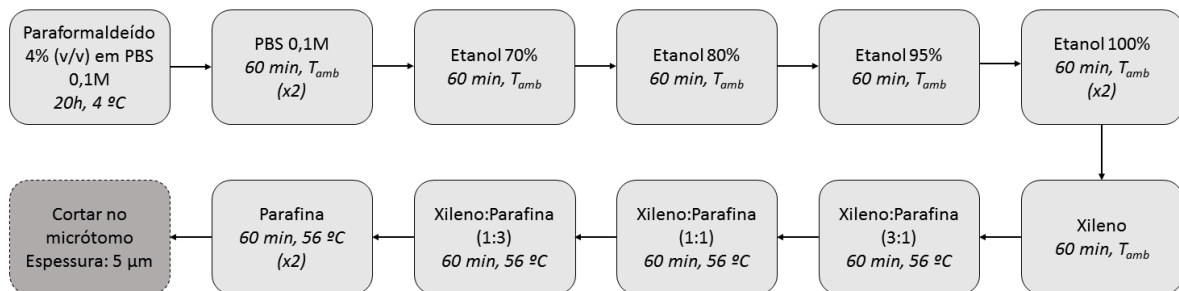 Paraformaldeído
4% (v/v) em PBS
0,1M
20h, 4 ºC
PBS 0,1M
60 min, Tamb
(x2)
Etanol 70%
60 min, Tamb
Etanol 80%
60 min, Tamb
Etanol 95%
60 min, Tamb
Etanol 100%
60 min, Tamb
(x2)
Xileno
60 min, Tamb
Xileno:Parafina
(3:1)
60 min, 56 ºC
Xileno:Parafina
(1:1)
60 min, 56 ºC
Xileno:Parafina
(1:3)
60 min, 56 ºC
Parafina
60 min, 56 ºC
(x2)
Cortar no
micrótomo
Espessura: 5 µm